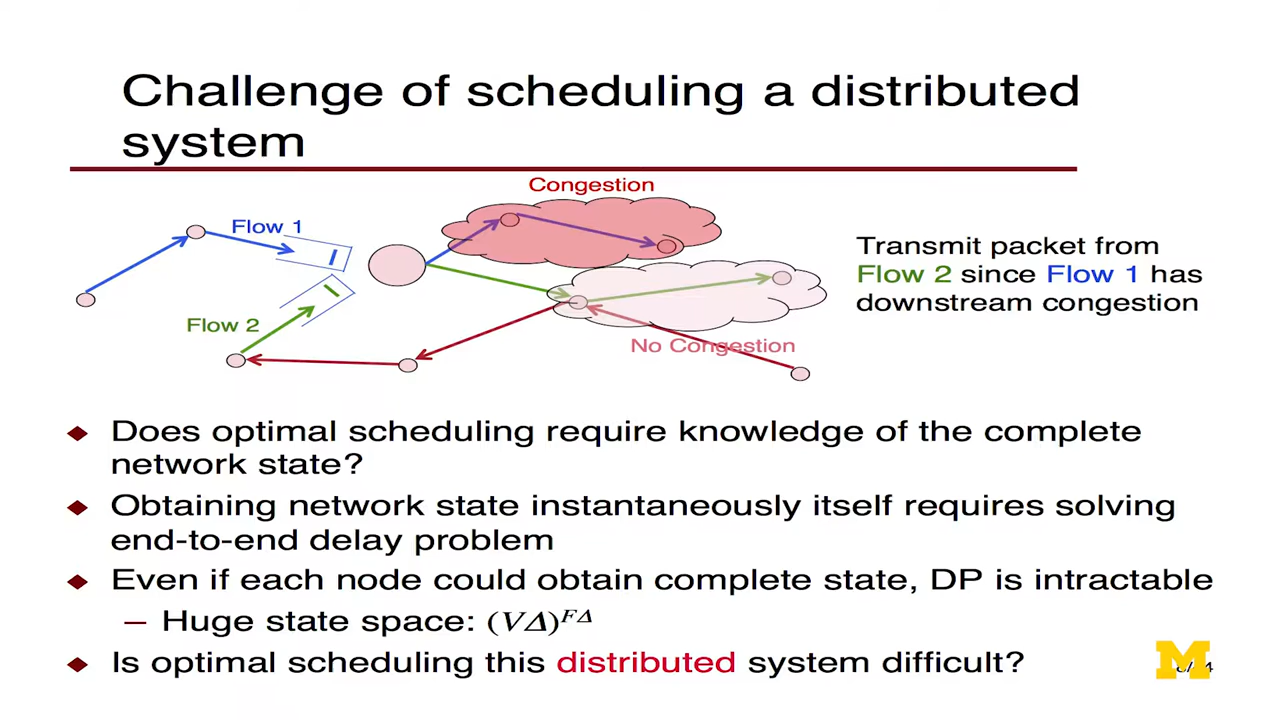 Challenge of scheduling a distributed
system
Congestion
Flow 1
Transmit packet from
Flow 2 since Flow 1 has
downstream congestion
Flow 2
No Congestion
◆ Does optimal scheduling require knowledge of the complete
network state?
◆ Obtaining network state instantaneously itself requires solving
end-to-end delay problem
◆ Even if each node could obtain complete state, DP is intractable
– Huge state space: (VΔ)^{FΔ}
◆ Is optimal scheduling this distributed system difficult?
M